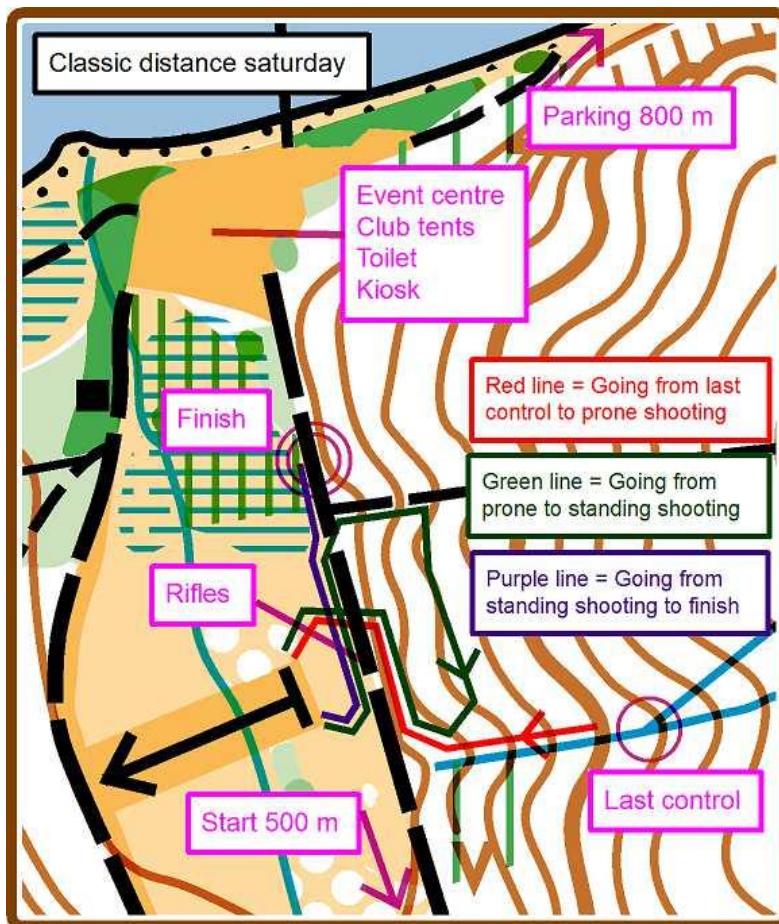 Classic distance saturday
Parking 800 m
Event centre
Club tents
Toilet
Kiosk
Red line = Going from last
control to prone shooting
Finish
Green line = Going from
prone to standing shooting
Purple line = Going from
standing shooting to finish
Rifles
Last control
Start 500 m